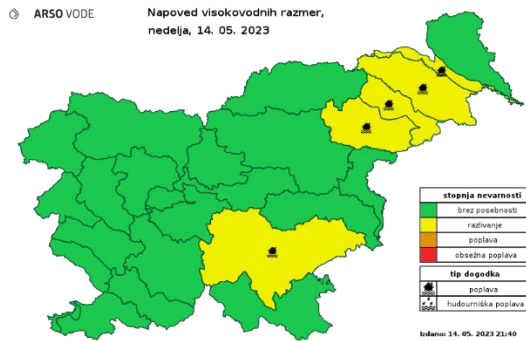 ARSO VODE
Napoved visokovodnih razmer,
nedelja, 14. 05. 2023
stopnja nevarnosti
brez posebnosti
razlivanje
poplava
obsežna poplava
tip dogodka
poplava
hudourniška poplava
Izdano: 14. 05. 2023 21:40